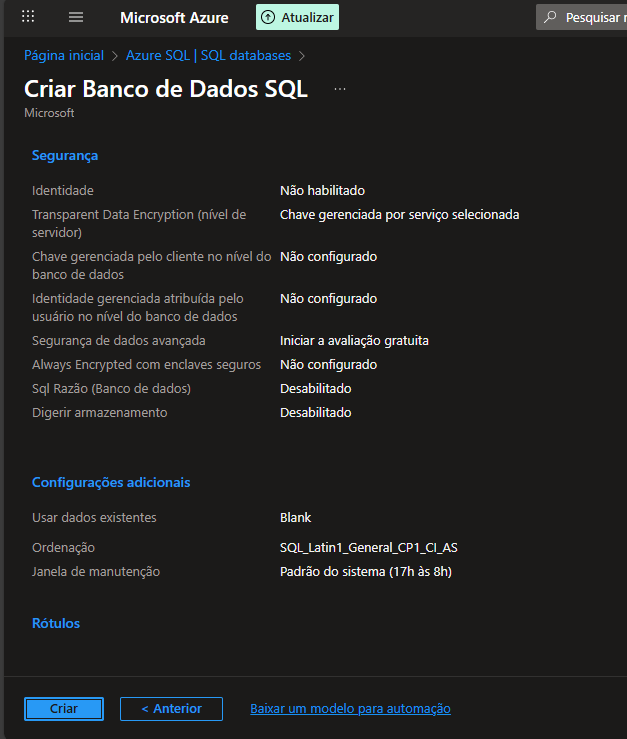 Microsoft Azure
Atualizar
Pesquisar
Página inicial > Azure SQL | SQL databases >
Criar Banco de Dados SQL ...
Microsoft
Segurança
Identidade Não habilitado
Transparent Data Encryption (nível de Chave gerenciada por serviço selecionada
servidor)
Chave gerenciada pelo cliente no nível do Não configurado
banco de dados
Identidade gerenciada atribuída pelo Não configurado
usuário no nível do banco de dados
Segurança de dados avançada Iniciar a avaliação gratuita
Always Encrypted com enclaves seguros Não configurado
Sql Razão (Banco de dados) Desabilitado
Digerir armazenamento Desabilitado
Configurações adicionais
Usar dados existentes Blank
Ordenação SQL_Latin1_General_CP1_CI_AS
Janela de manutenção Padrão do sistema (17h às 8h)
Rótulos
Criar
< Anterior
Baixar um modelo para automação